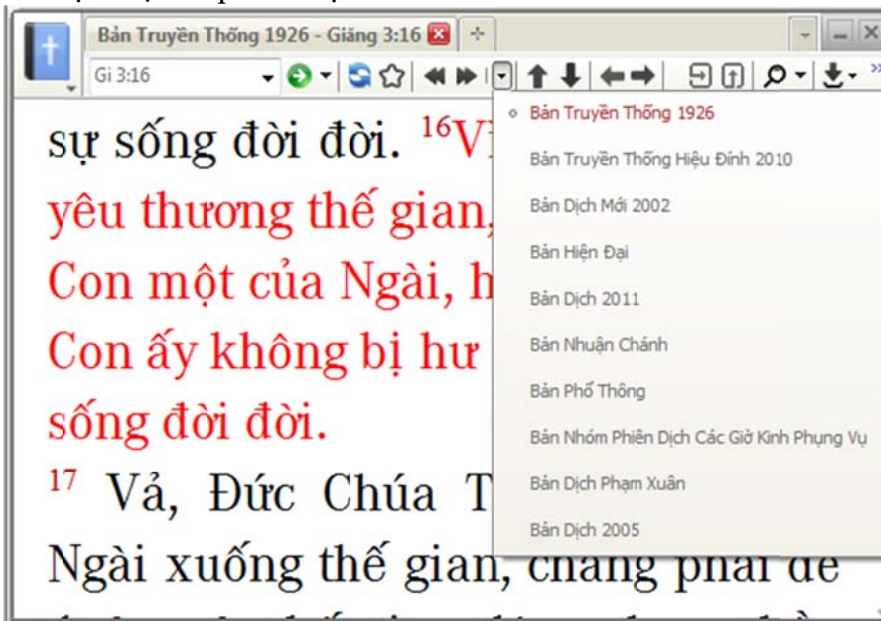 Bản Truyền Thống 1926 - Giăng 3:16
Gi 3:16
Bản Truyền Thống 1926
Bản Truyền Thống Hiệu Đính 2010
Bản Dịch Mới 2002
Bản Hiện Đại
Bản Dịch 2011
Bản Nhuận Chánh
Bản Phổ Thông
Bản Nhóm Phiên Dịch Các Giờ Kinh Phụng Vụ
Bản Dịch Phạm Xuân
Bản Dịch 2005
sự sống đời đời. 16
yêu thương thế gian,
Con một của Ngài, h
Con ấy không bị hư
sống đời đời.
17 Vả, Đức Chúa T
Ngài xuống thế gian, chẳng phải để